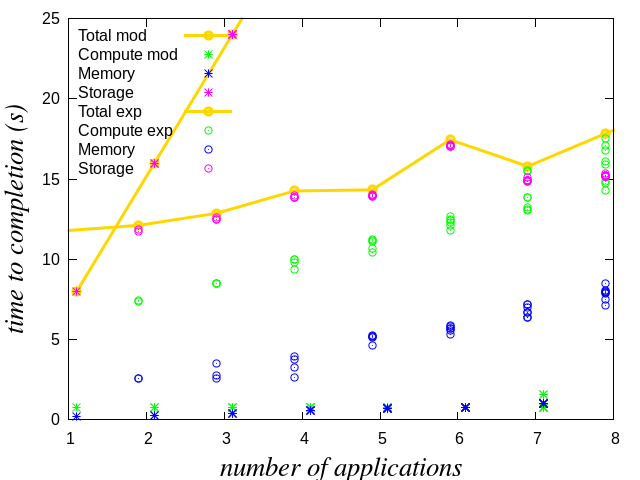 25
20
15
10
5
0
time to completion (s)
Total mod
Compute mod
Memory
Storage
Total exp
Compute exp
Memory
Storage
1 2 3 4 5 6 7 8
number of applications